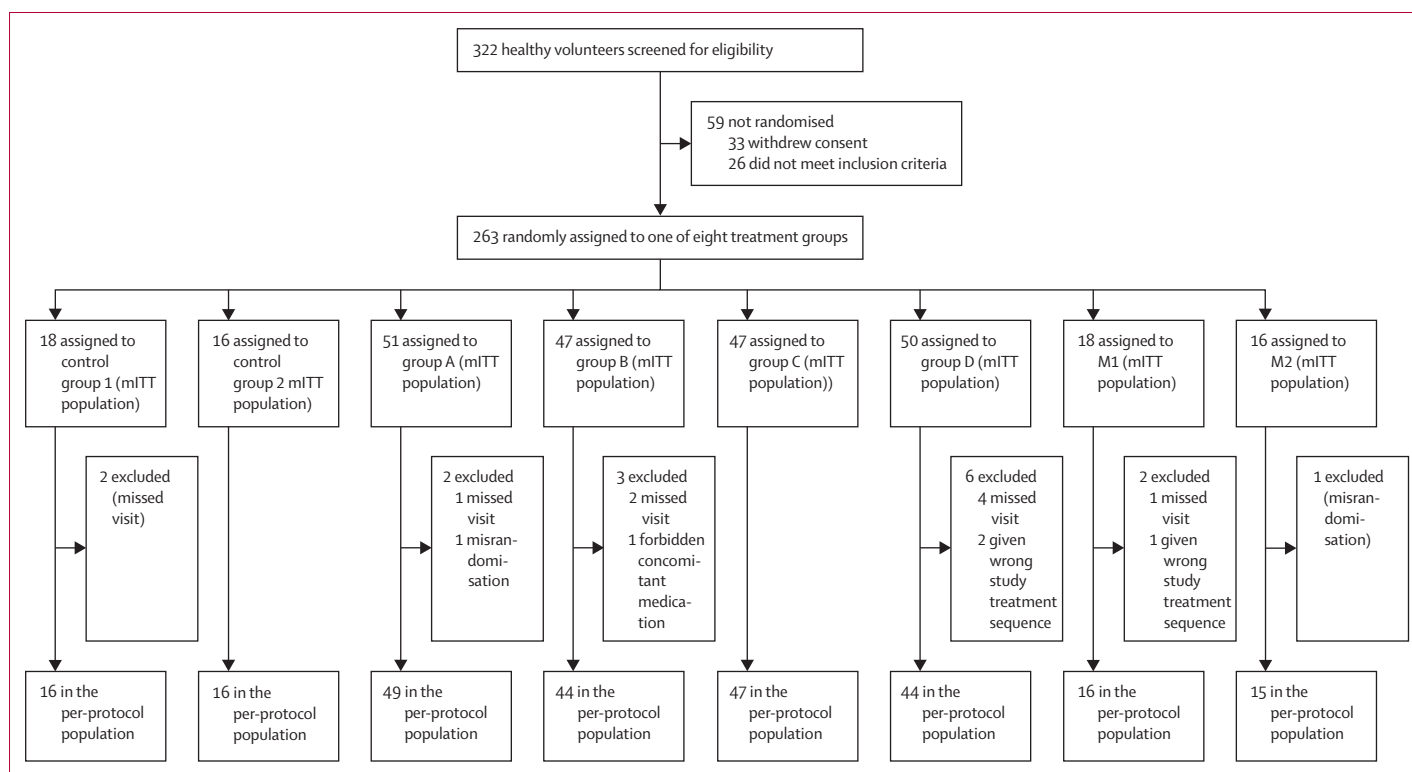 322 healthy volunteers screened for eligibility
59 not randomised
33 withdrew consent
26 did not meet inclusion criteria
263 randomly assigned to one of eight treatment groups
18 assigned to
control
group 1 (mITT
population)
16 assigned to
control
group 2 mITT
population)
51 assigned to
group A (mITT
population)
47 assigned to
group B (mITT
population)
47 assigned to
group C (mITT
population))
50 assigned to
group D (mITT
population)
18 assigned to
M1 (mITT
population)
16 assigned to
M2 (mITT
population)
2 excluded
(missed
visit)
2 excluded
1 missed
visit
1 misran-
domi-
sation
3 excluded
2 missed
visit
1 forbidden
concomi-
tant
medica-
tion
6 excluded
4 missed
visit
2 given
wrong
study
treatment
sequence
2 excluded
1 missed
visit
1 given
wrong
study
treatment
sequence
1 excluded
(misran-
domi-
sation)
16 in the
per-protocol
population
16 in the
per-protocol
population
49 in the
per-protocol
population
44 in the
per-protocol
population
47 in the
per-protocol
population
44 in the
per-protocol
population
16 in the
per-protocol
population
15 in the
per-protocol
population